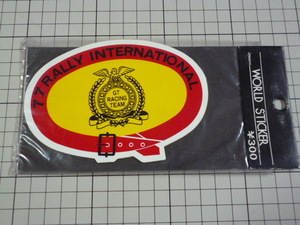 77 RALLY INTERNATIONAL
GT
RACING
TEAM
WORLD STICKER
¥300